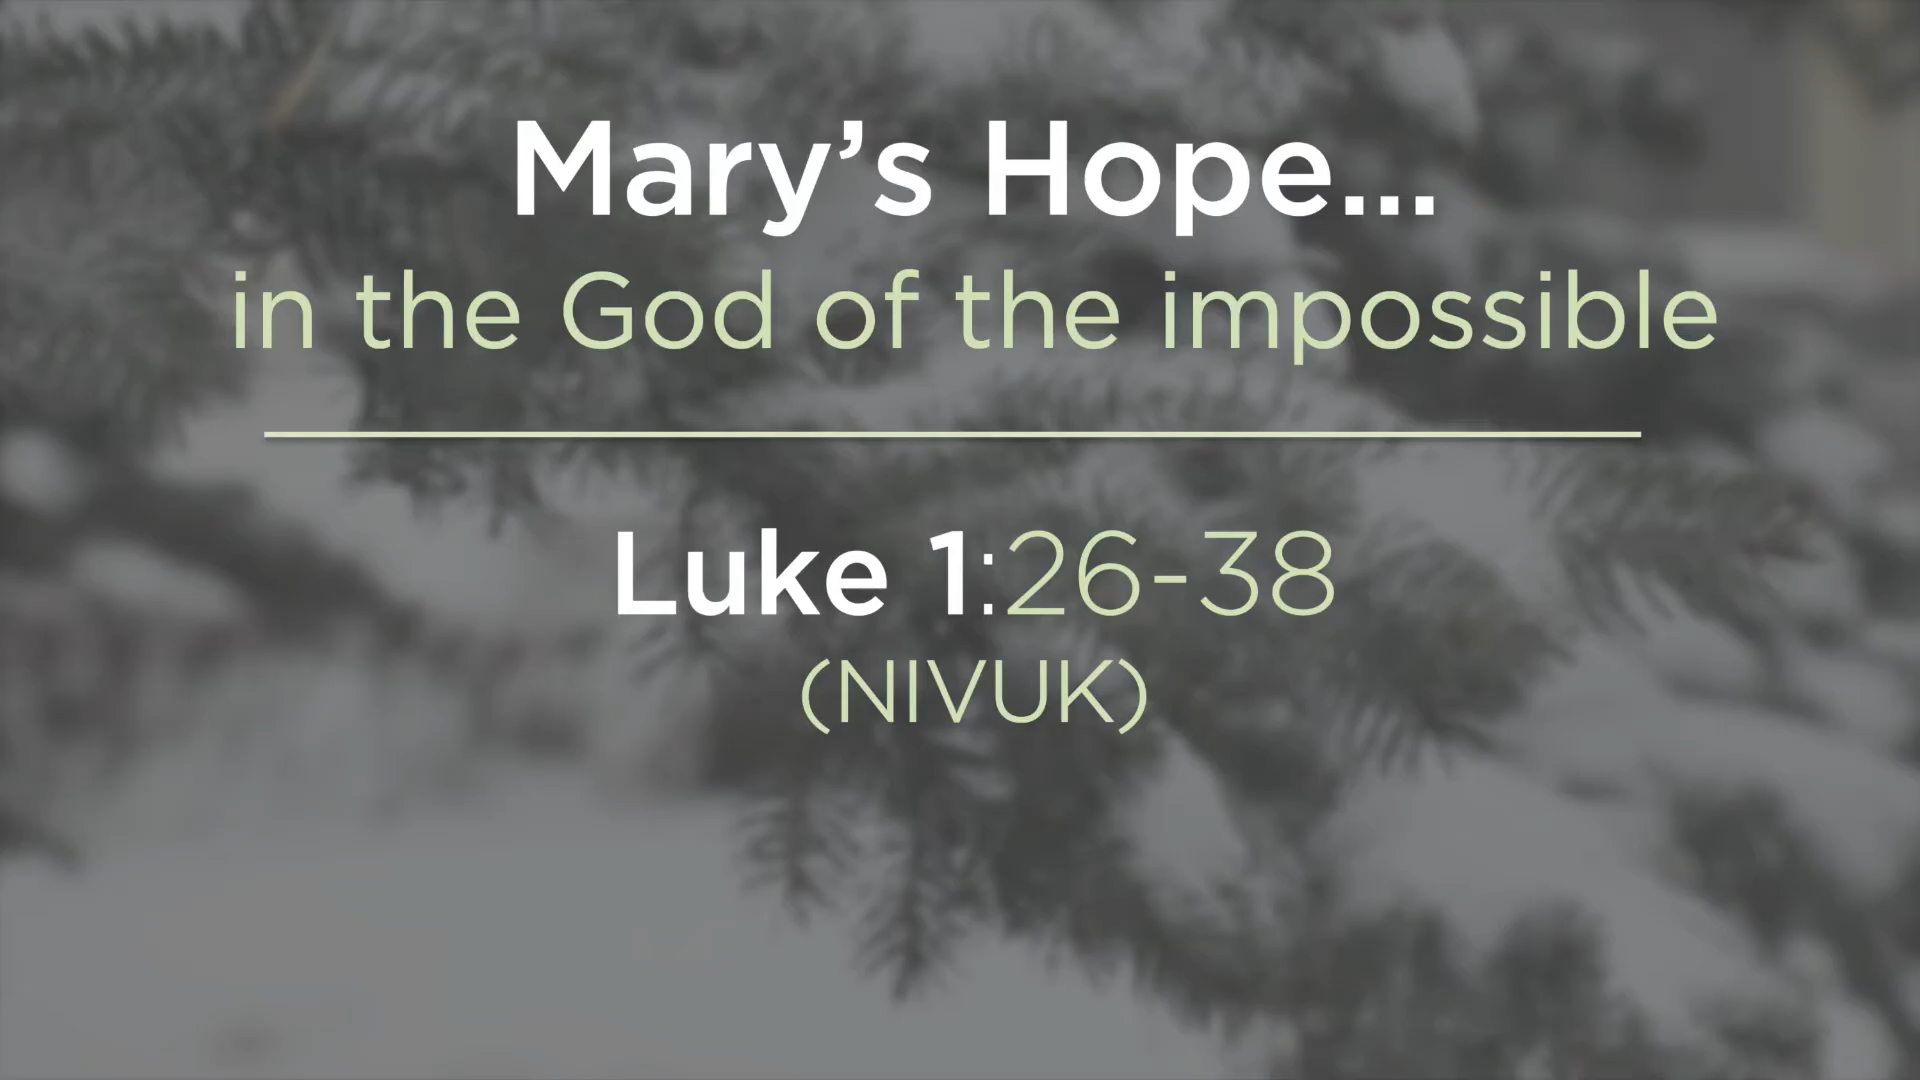 Mary’s Hope...
in the God of the impossible
Luke 1:26-38
(NIVUK)